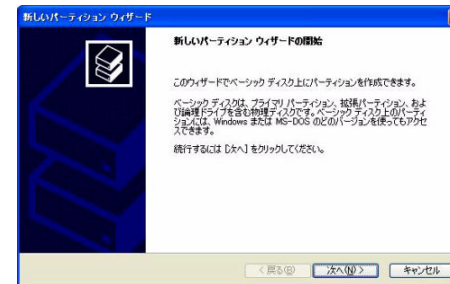 新しいパーティション ウィザード
新しいパーティション ウィザードの開始
このウィザードでベーシック ディスク上にパーティションを作成できます。
ベーシック ディスクは、プライマリ パーティション、拡張パーティション、およ
び論理ドライブを含む物理ディスクです。ベーシック ディスク上のパーティ
ションには、Windows または MS-DOS のどのバージョンを使ってもアクセ
スできます。
続行するには [次へ] をクリックしてください。
< 戻る(B) 次へ(N) > キャンセル